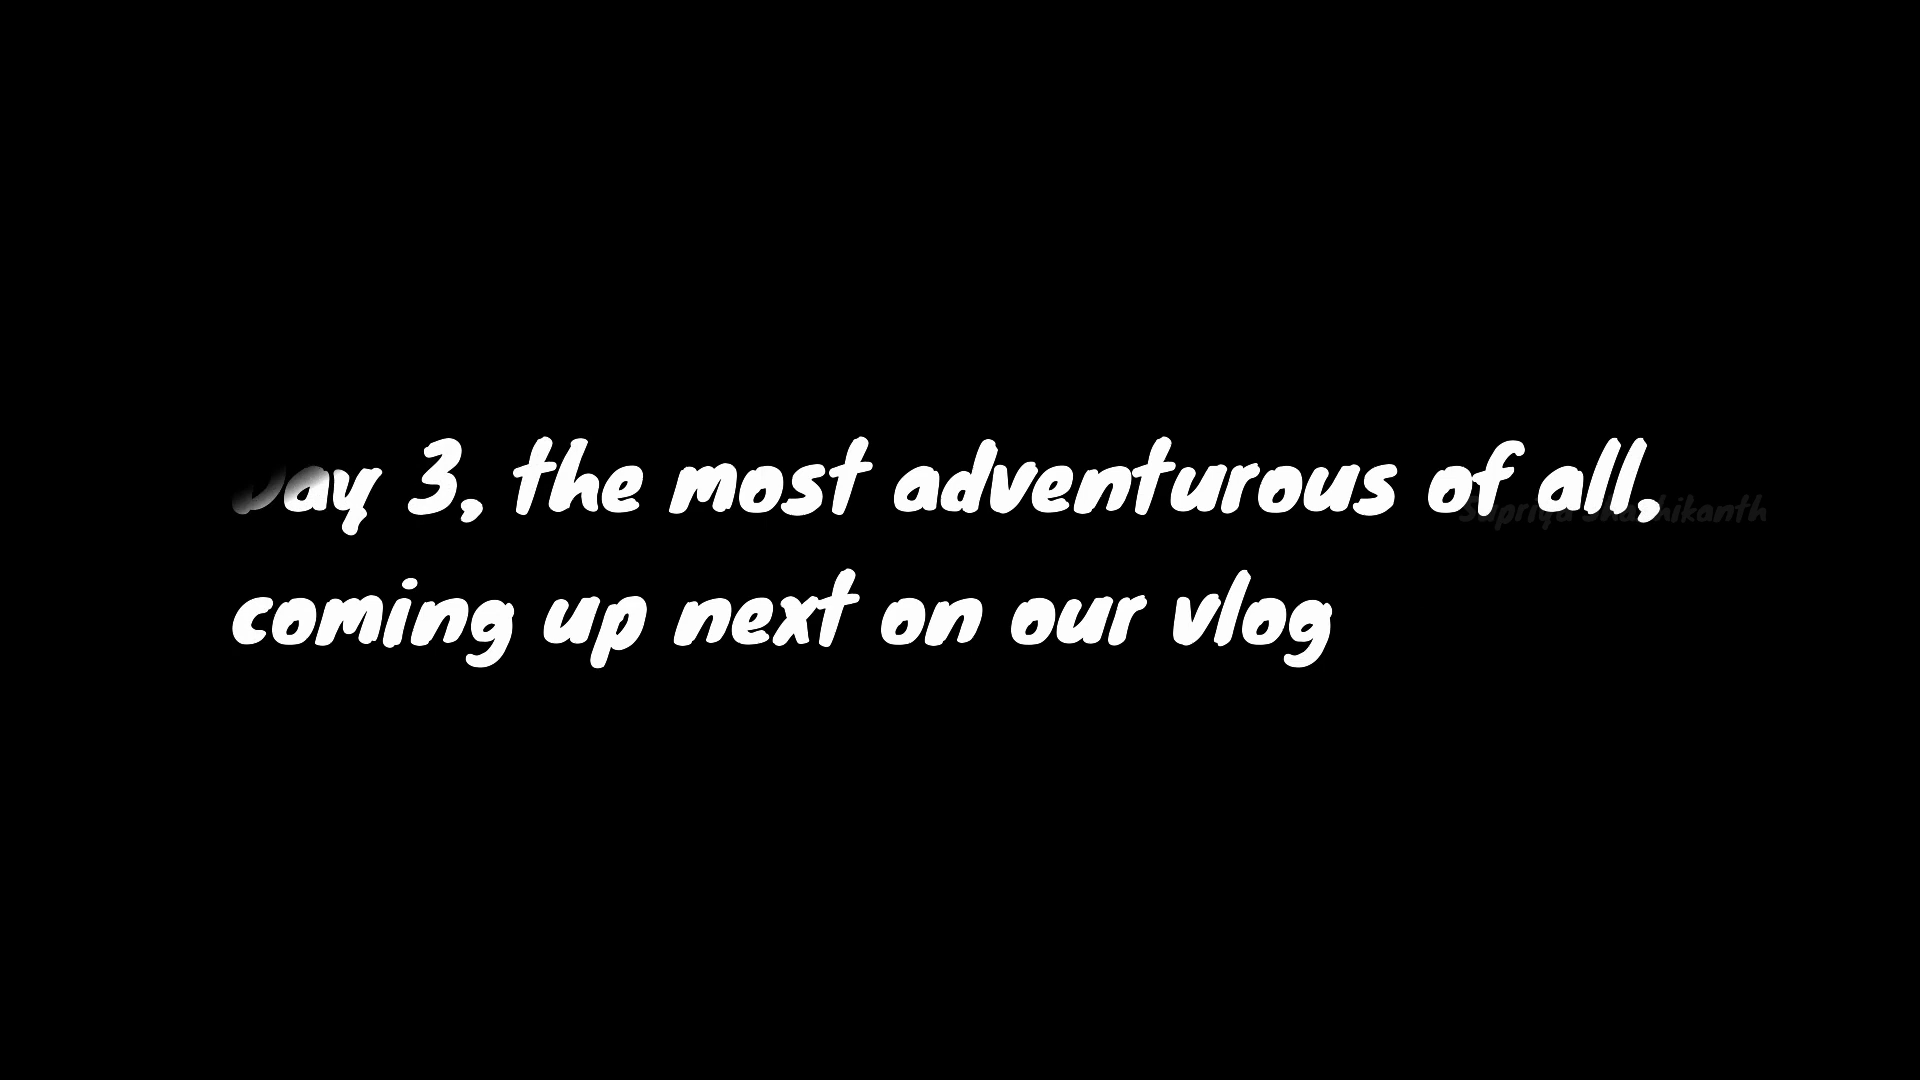 Day 3, the most adventurous of all,
coming up next on our vlog